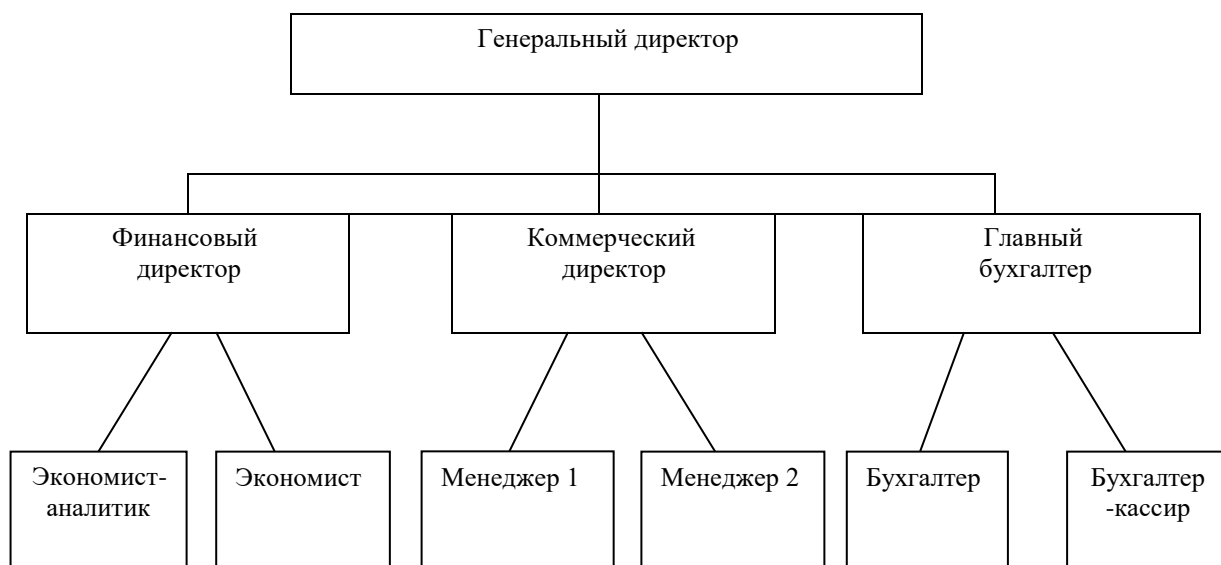 Генеральный директор
Финансовый
директор
Коммерческий
директор
Главный
бухгалтер
Экономист-
аналитик
Экономист
Менеджер 1
Менеджер 2
Бухгалтер
Бухгалтер
-кассир